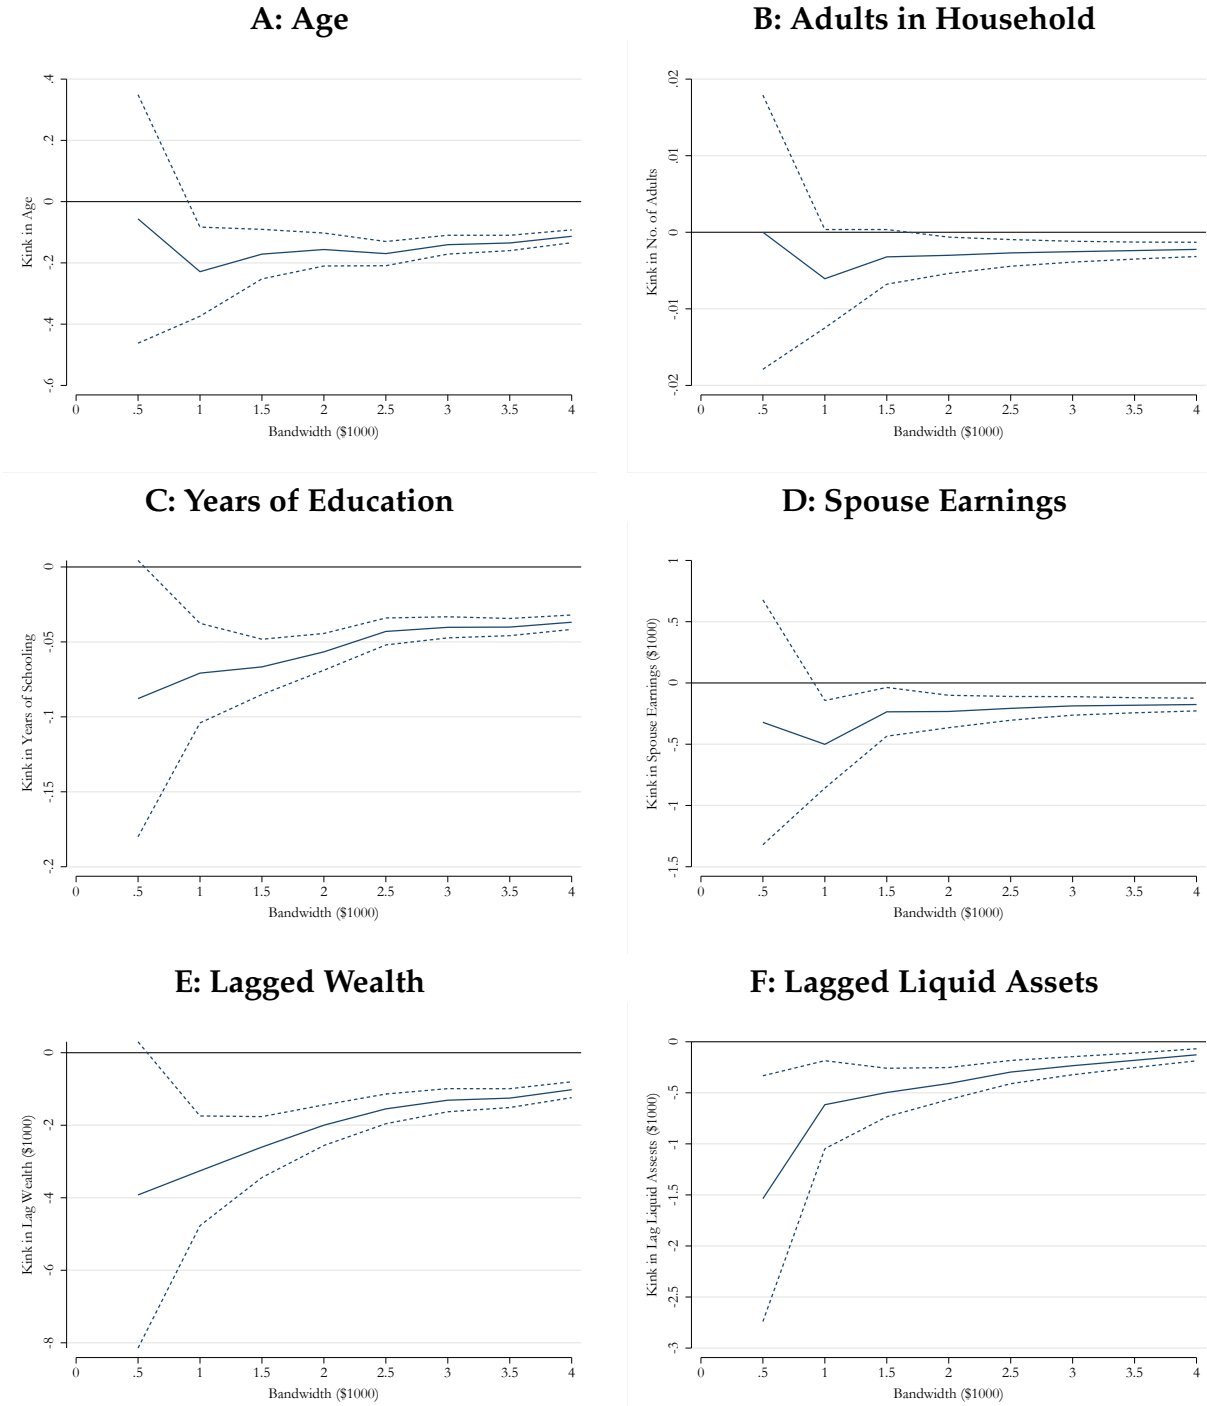 A: Age
Kink in Age
.4
.2
0
-.2
-.4
-.6
0 .5 1 1.5 2 2.5 3 3.5 4
Bandwidth ($1000)
B: Adults in Household
Kink in No. of Adults
.02
.01
0
-.01
-.02
0 .5 1 1.5 2 2.5 3 3.5 4
Bandwidth ($1000)
C: Years of Education
Kink in Years of Schooling
0
-.05
-.1
-.15
-.2
0 .5 1 1.5 2 2.5 3 3.5 4
Bandwidth ($1000)
D: Spouse Earnings
Kink in Spouse Earnings ($1000)
1
.5
0
-.5
-1
-1.5
0 .5 1 1.5 2 2.5 3 3.5 4
Bandwidth ($1000)
E: Lagged Wealth
Kink in Lag Wealth ($1000)
0
-2
-4
-6
-8
0 .5 1 1.5 2 2.5 3 3.5 4
Bandwidth ($1000)
F: Lagged Liquid Assets
Kink in Lag Liquid Assests ($1000)
0
-.5
-1
-1.5
-2
-2.5
-3
0 .5 1 1.5 2 2.5 3 3.5 4
Bandwidth ($1000)